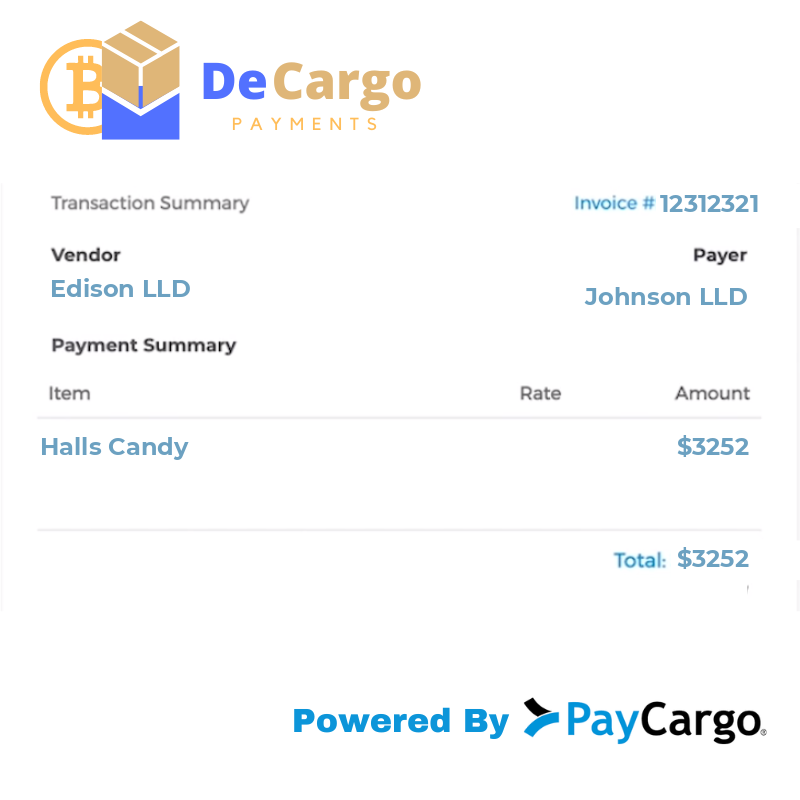 DeCargo
PAYMENTS
Transaction Summary
Invoice # 12312321
Vendor
Payer
Edison LLD
Johnson LLD
Payment Summary
Item Rate Amount
Halls Candy $3252
Total: $3252
Powered By PayCargo®